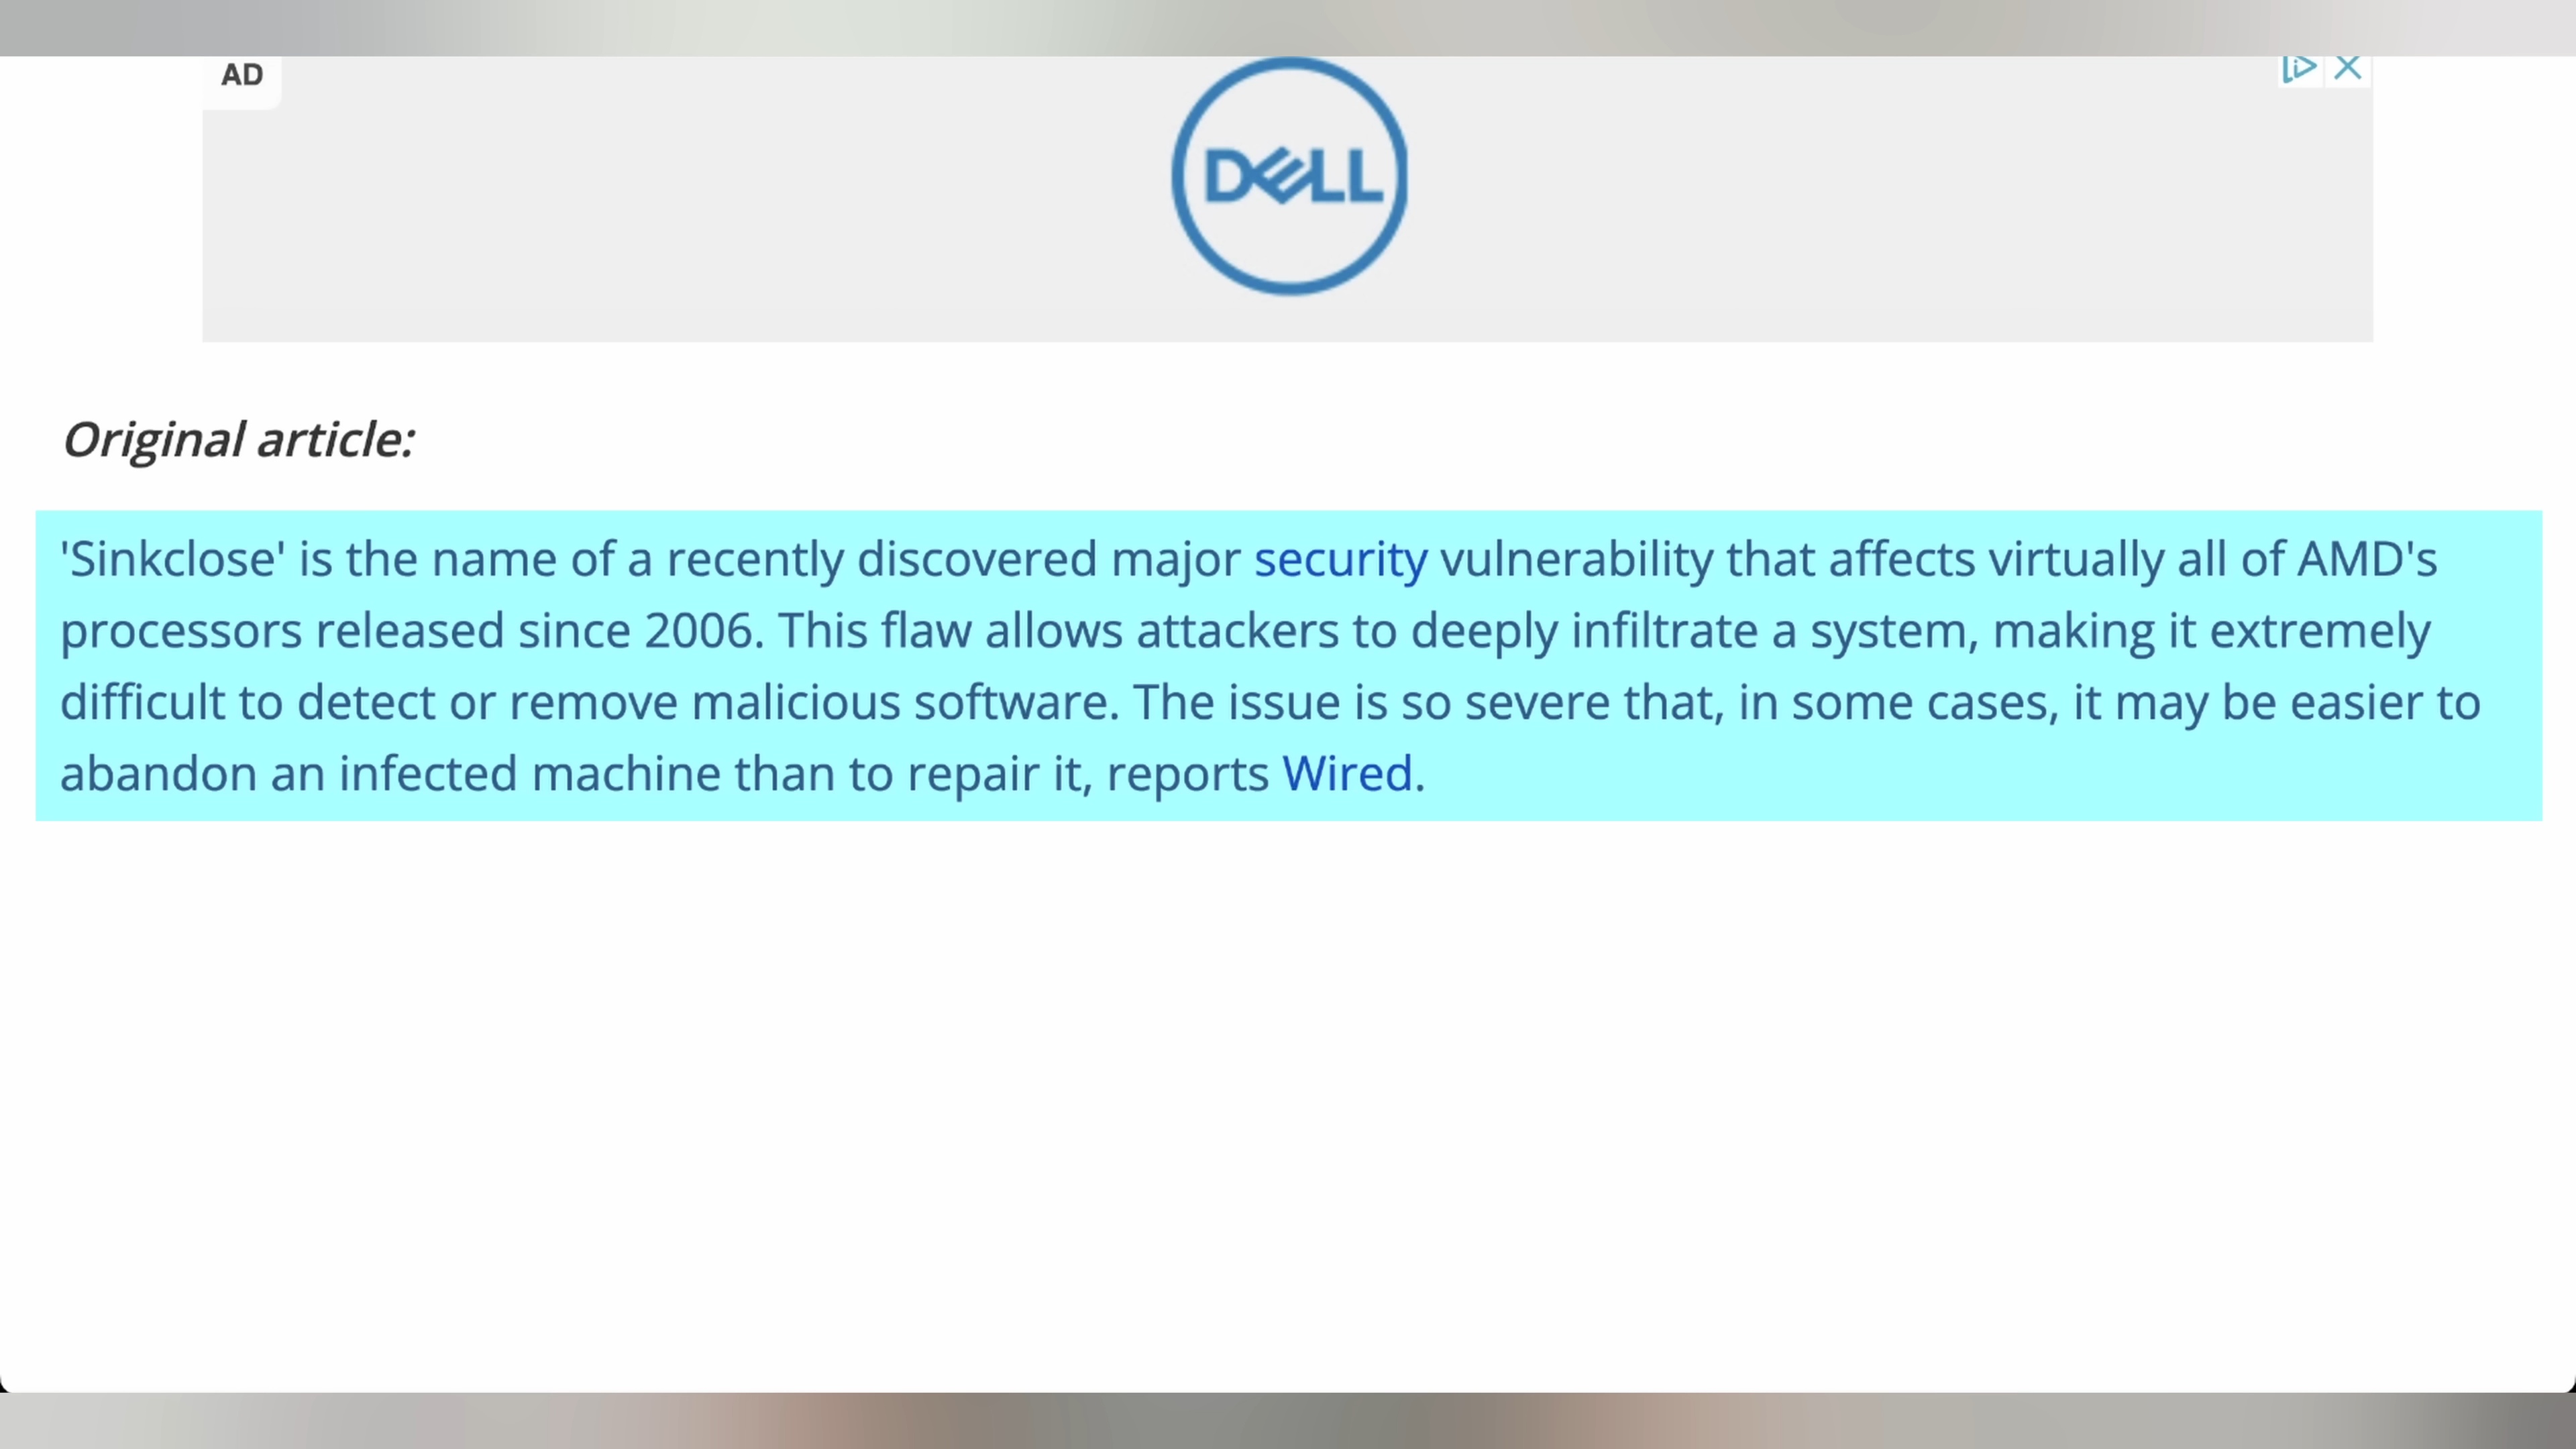 AD
DELL
Original article:
'Sinkclose' is the name of a recently discovered major security vulnerability that affects virtually all of AMD's
processors released since 2006. This flaw allows attackers to deeply infiltrate a system, making it extremely
difficult to detect or remove malicious software. The issue is so severe that, in some cases, it may be easier to
abandon an infected machine than to repair it, reports Wired.